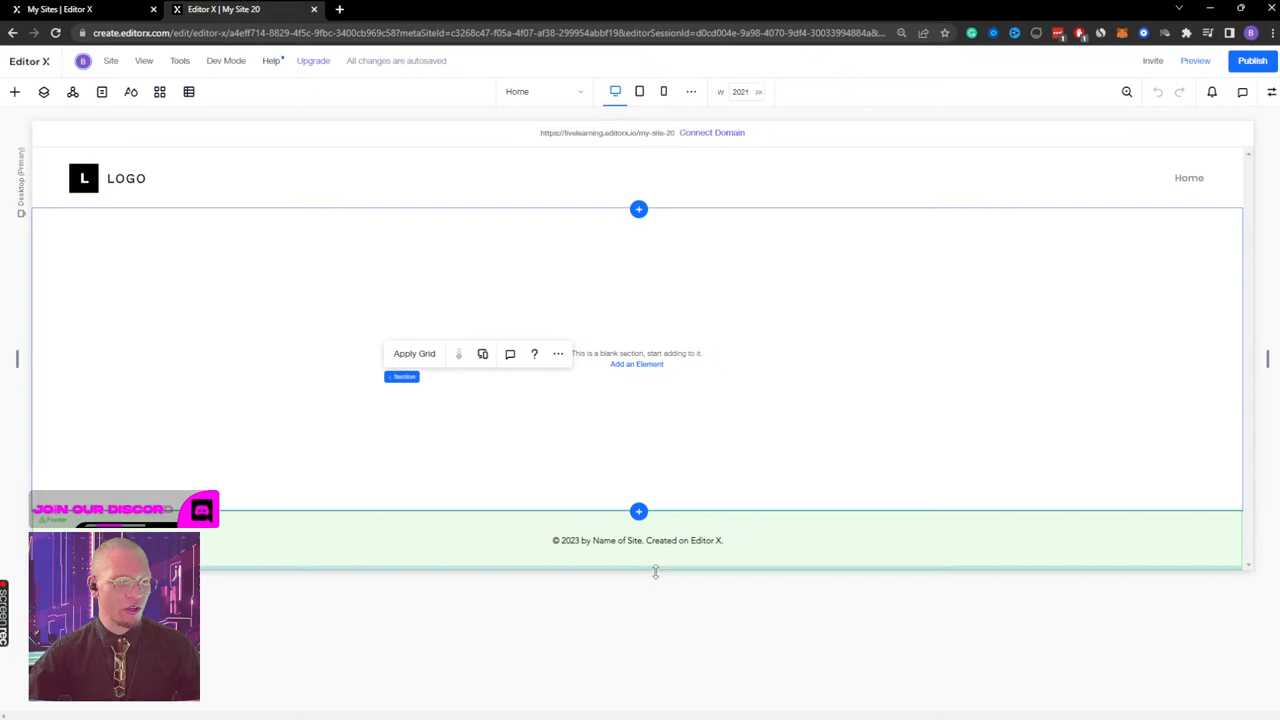 My Sites | Editor X
Editor X | My Site 20
create.editorx.com/edit/editor-x/a4eff714-8829-4f5c-9fbc-3400cb969c58?metaSiteId=c3268c47-f05a-4f07-af38-299954abbf19&editorSessionId=d0cd004e-9a98-4070-9df4-30033994884a&...
Editor X
B
Site
View
Tools
Dev Mode
Help
Upgrade
All changes are autosaved
Invite
Preview
Publish
Home
W 2021 px
Desktop (Primary)
https://livelearning.editorx.io/my-site-20 Connect Domain
L LOGO
Home
Apply Grid
This is a blank section, start adding to it.
Add an Element
Section
JOIN OUR DISCORD
© 2023 by Name of Site. Created on Editor X.
screenrec